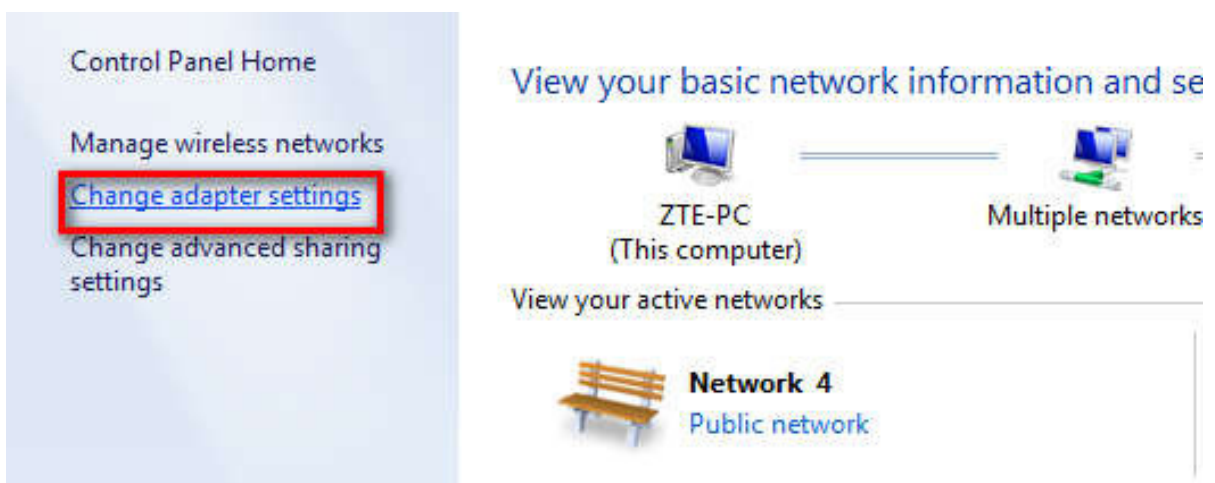 Control Panel Home
Manage wireless networks
Change adapter settings
Change advanced sharing
settings
View your basic network information and se
ZTE-PC
(This computer)
Multiple networks
View your active networks
Network 4
Public network